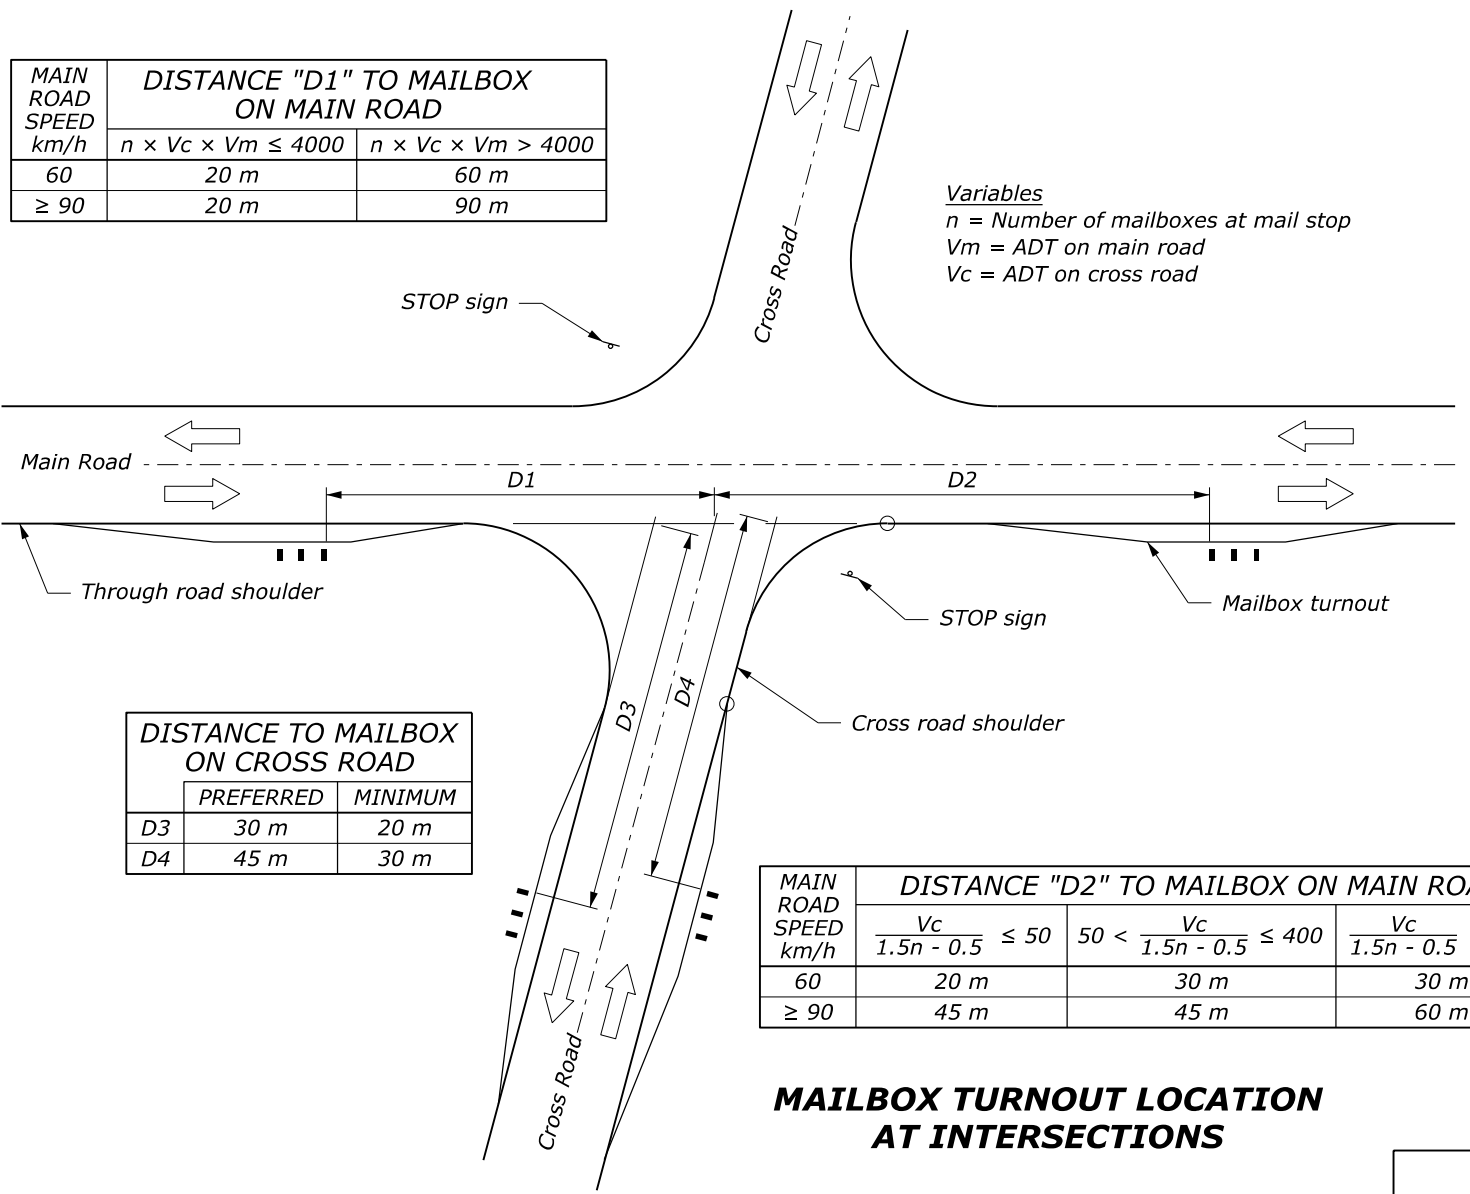 MAIN
ROAD
SPEED
km/h
DISTANCE "D1" TO MAILBOX
ON MAIN ROAD
n × Vc × Vm ≤ 4000
n × Vc × Vm > 4000
60 20 m 60 m
≥ 90 20 m 90 m
Variables
n = Number of mailboxes at mail stop
Vm = ADT on main road
Vc = ADT on cross road
Cross Road
STOP sign
Main Road
D1
D2
Through road shoulder
Mailbox turnout
STOP sign
D3
D4
Cross road shoulder
DISTANCE TO MAILBOX
ON CROSS ROAD
PREFERRED MINIMUM
D3 30 m 20 m
D4 45 m 30 m
MAIN
ROAD
SPEED
km/h
DISTANCE "D2" TO MAILBOX ON MAIN
Vc
1.5n - 0.5 ≤ 50
50 < Vc
1.5n - 0.5 ≤ 400
Vc
1.5n - 0.5
60 20 m 30 m 30 m
≥ 90 45 m 45 m 60 m
Cross Road
MAILBOX TURNOUT LOCATION
AT INTERSECTIONS